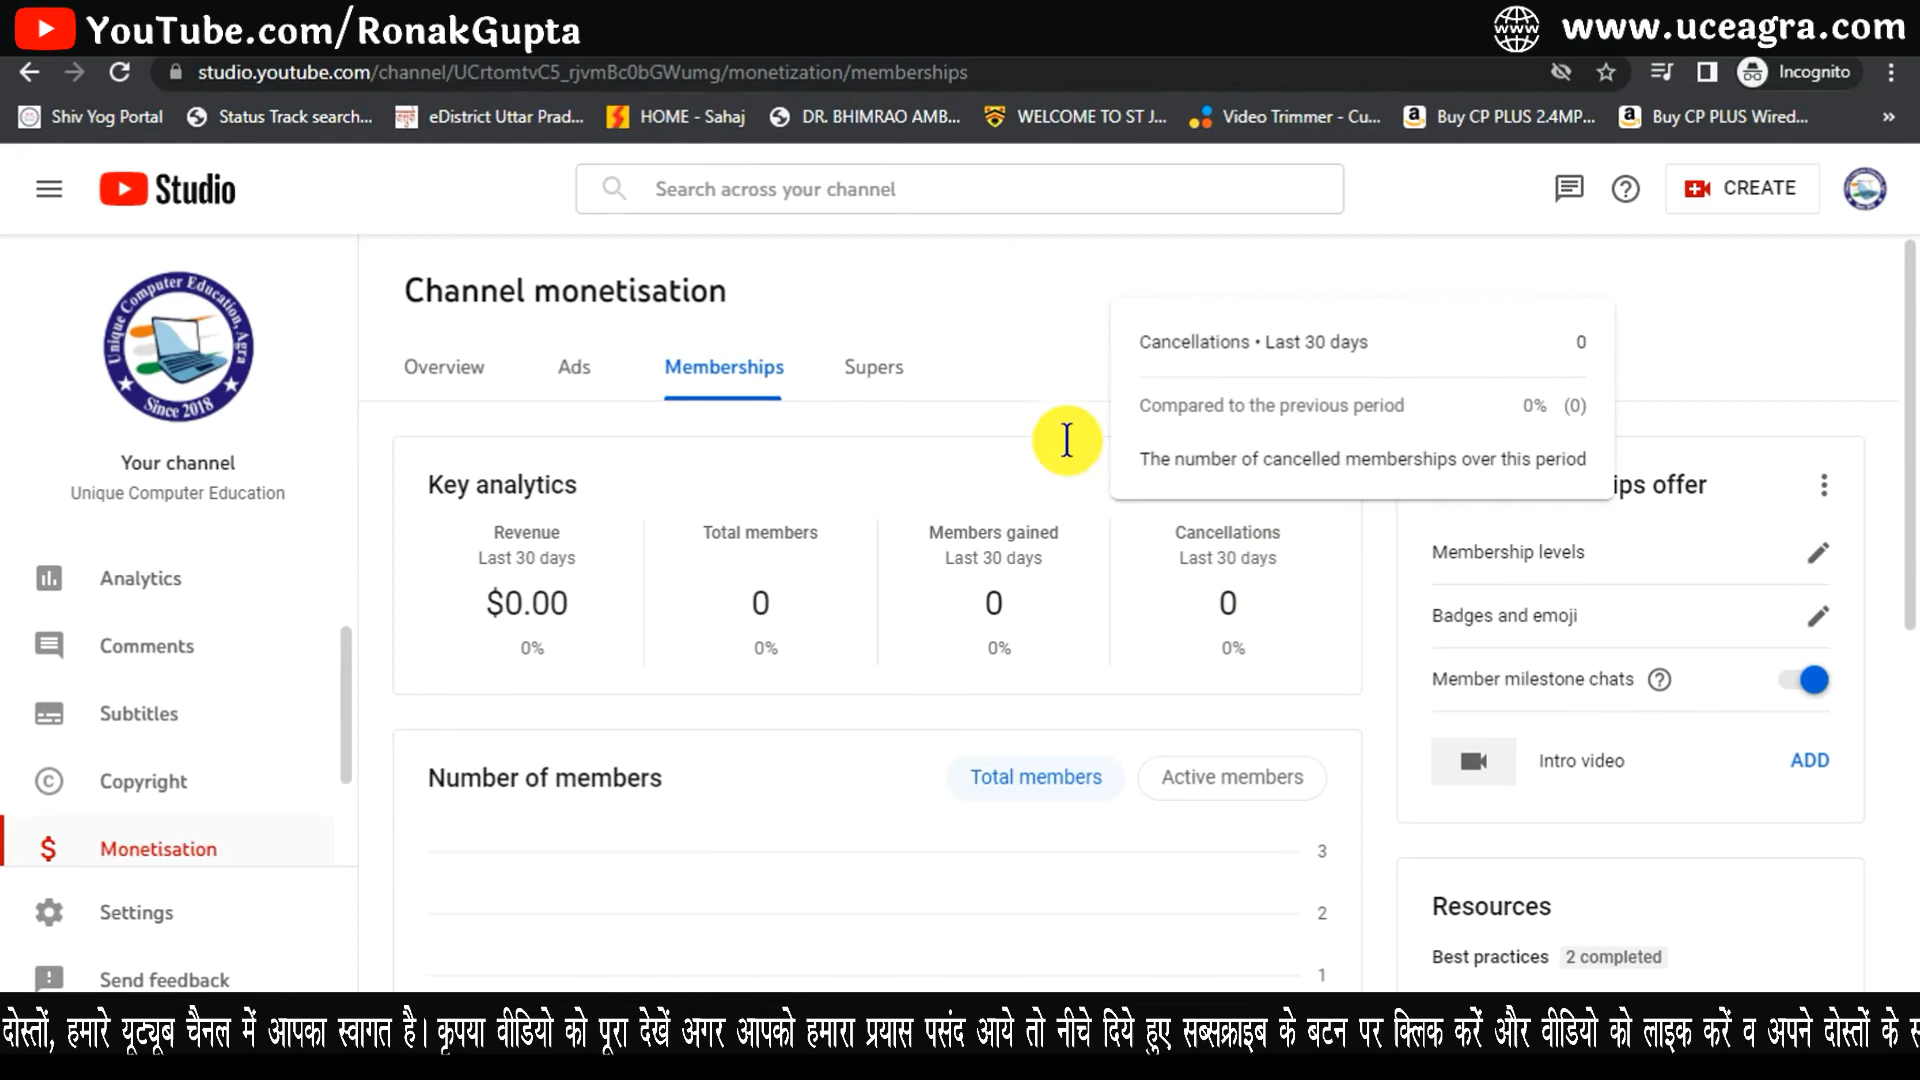 YouTube.com/RonakGupta
www.uceagra.com
studio.youtube.com/channel/UCrtomtvC5_rjvmBc0bGWumg/monetization/memberships
Incognito
Shiv Yog Portal
Status Track search...
eDistrict Uttar Prad...
HOME - Sahaj
DR. BHIMRAO AMB...
WELCOME TO ST J...
Video Trimmer - Cu...
Buy CP PLUS 2.4MP...
Buy CP PLUS Wired...
»
Studio
Search across your channel
CREATE
Unique Computer Education, Agra
Since 2018
Your channel
Unique Computer Education
Analytics
Comments
Subtitles
Copyright
Monetisation
Settings
Send feedback
Channel monetisation
Overview
Ads
Memberships
Supers
Cancellations • Last 30 days 0
Compared to the previous period 0% (0)
The number of cancelled memberships over this period
Key analytics
Revenue
Last 30 days
$0.00
0%
Total members
0
0%
Members gained
Last 30 days
0
0%
Cancellations
Last 30 days
0
0%
Number of members
Total members
Active members
3
2
1
ips offer
Membership levels
Badges and emoji
Member milestone chats
Intro video
ADD
Resources
Best practices 2 completed
दोस्तों, हमारे यूट्यूब चैनल में आपका स्वागत है। कृपया वीडियो को पूरा देखें अगर आपको हमारा प्रयास पसंद आये तो नीचे दिये हुए सब्सक्राइब के बटन पर क्लिक करें और वीडियो को लाइक करें व अपने दोस्तों के